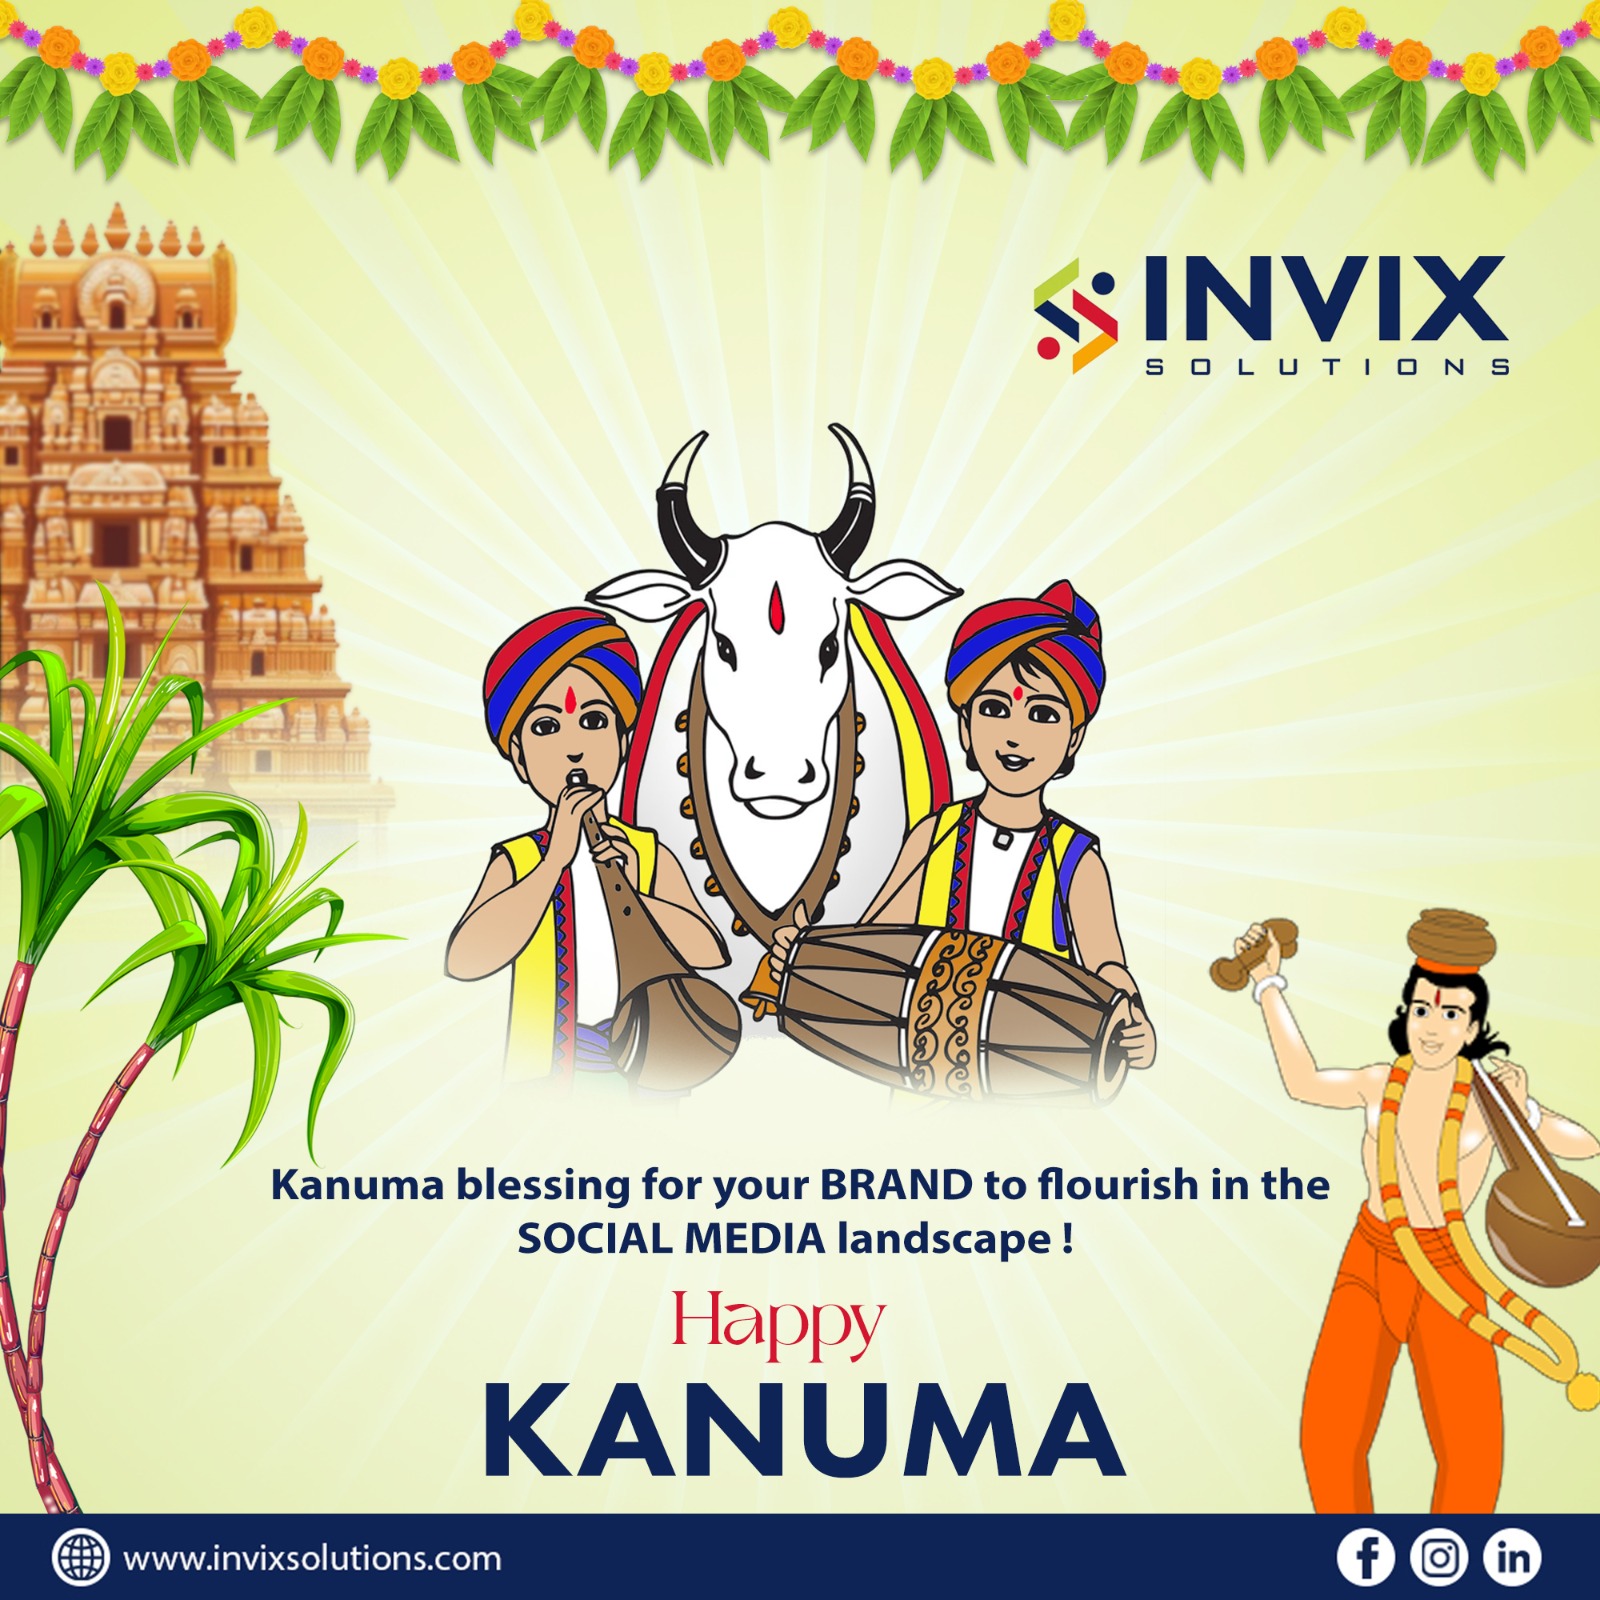 INVIX
SOLUTIONS
Kanuma blessing for your BRAND to flourish in the
SOCIAL MEDIA landscape !
Happy
KANUMA
www.invixsolutions.com